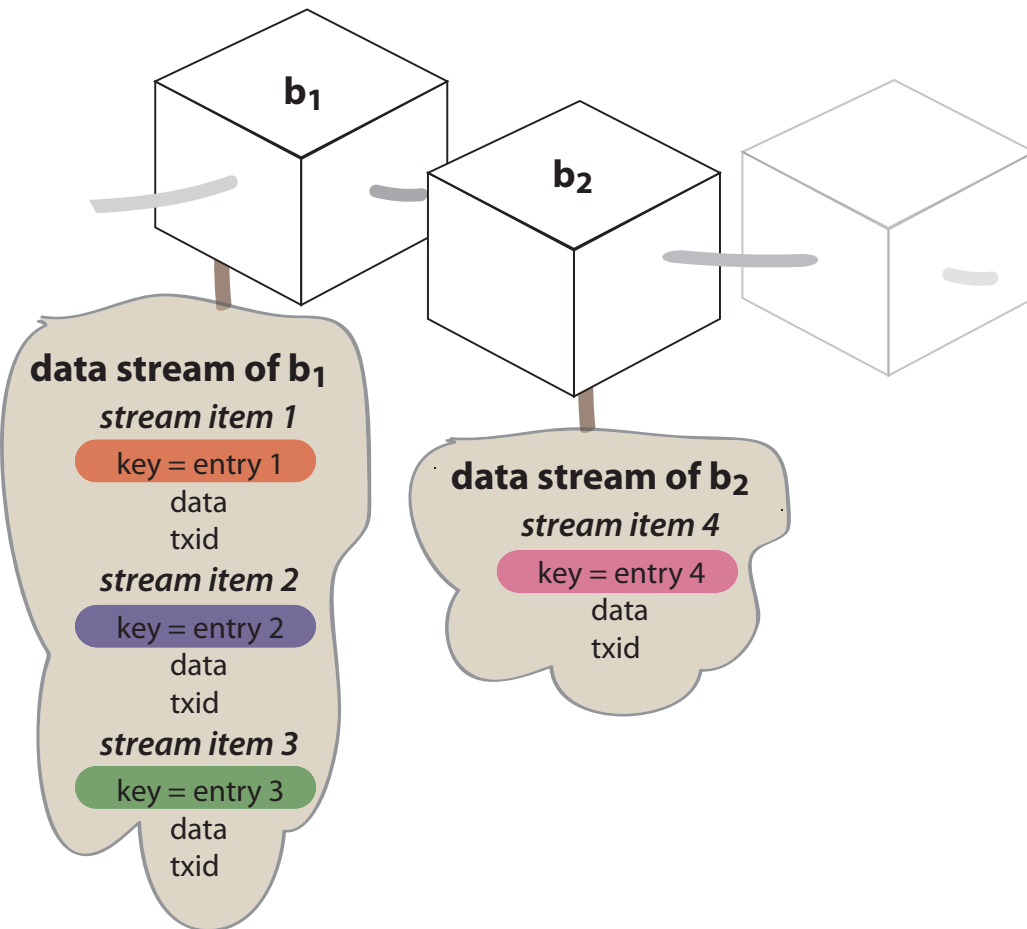 b₁
b₂
data stream of b₁
stream item 1
key = entry 1
data
txid
stream item 2
key = entry 2
data
txid
stream item 3
key = entry 3
data
txid
data stream of b₂
stream item 4
key = entry 4
data
txid